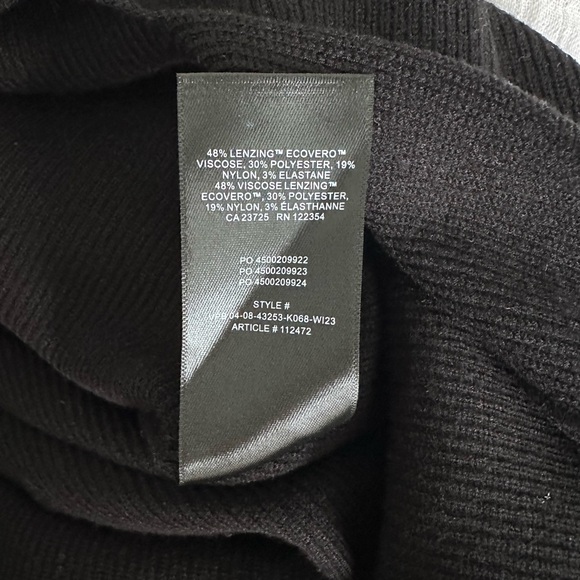 48% LENZING™ ECOVERO™
VISCOSE, 30% POLYESTER, 19%
NYLON, 3% ELASTANE
48% VISCOSE LENZING™
ECOVERO™, 30% POLYESTER,
19% NYLON, 3% ÉLASTHANNE
CA 23725 RN 122354
PO 4500209922
PO 4500209923
PO 4500209924
STYLE #
04-08-43253-K068-WI23
ARTICLE # 112472